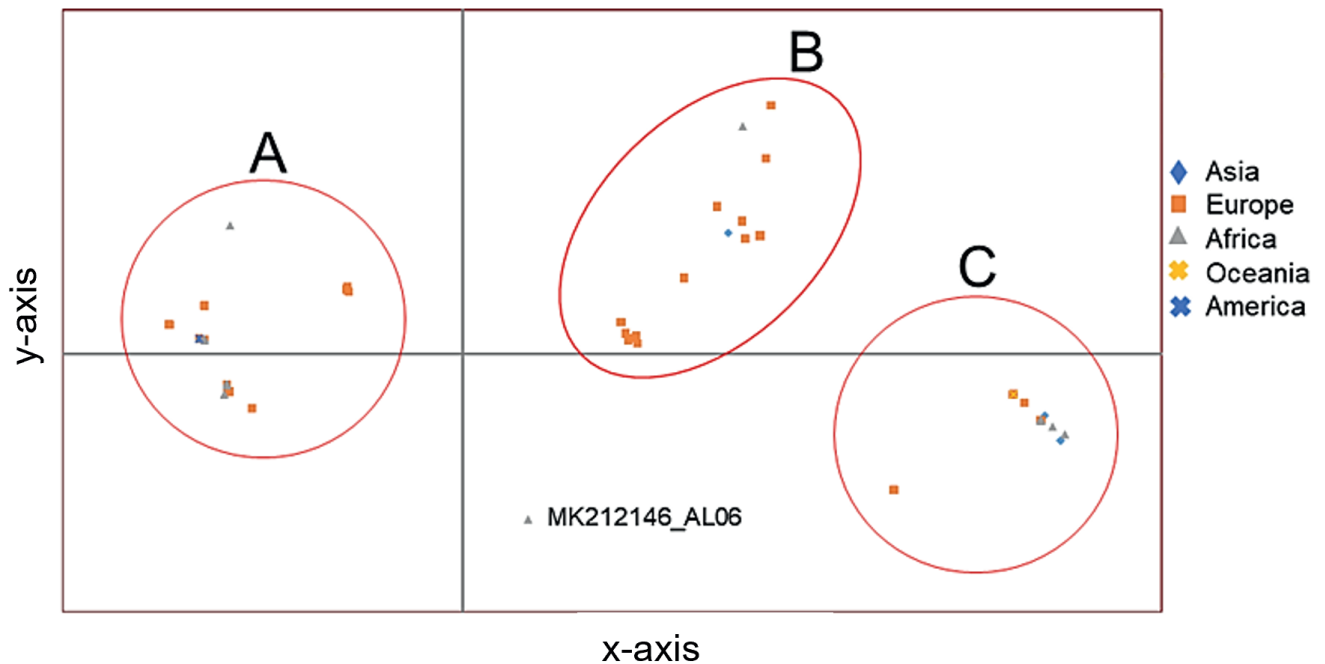 B
A
C
Asia
Europe
Africa
Oceania
America
y-axis
MK212146_AL06
x-axis